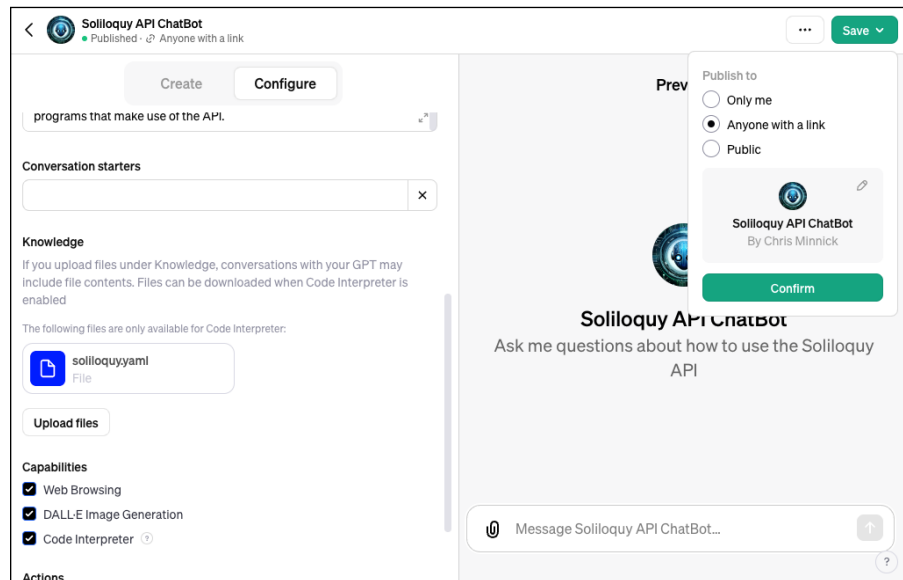 Soliloquy API ChatBot
Published · Anyone with a link
···
Save
Create
Configure
programs that make use of the API.
Conversation starters
Knowledge
If you upload files under Knowledge, conversations with your GPT may
include file contents. Files can be downloaded when Code Interpreter is
enabled
The following files are only available for Code Interpreter:
soliloquy.yaml
File
Upload files
Capabilities
Web Browsing
DALL·E Image Generation
Code Interpreter ?
Actions
Prev
Publish to
Only me
Anyone with a link
Public
Soliloquy API ChatBot
By Chris Minnick
Confirm
Soliloquy API ChatBot
Ask me questions about how to use the Soliloquy
API
Message Soliloquy API ChatBot...
?